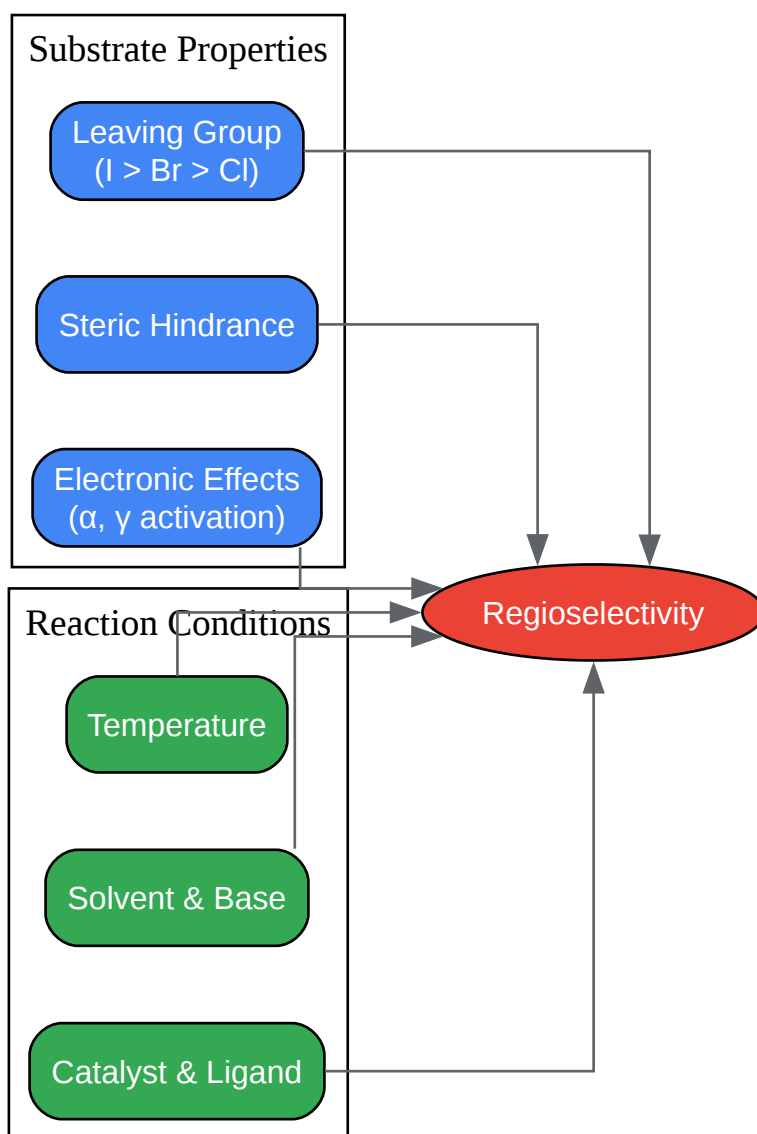 Substrate Properties
Leaving Group
(I > Br > Cl)
Steric Hindrance
Electronic Effects
(α, γ activation)
Regioselectivity
Reaction Conditions
Temperature
Solvent & Base
Catalyst & Ligand